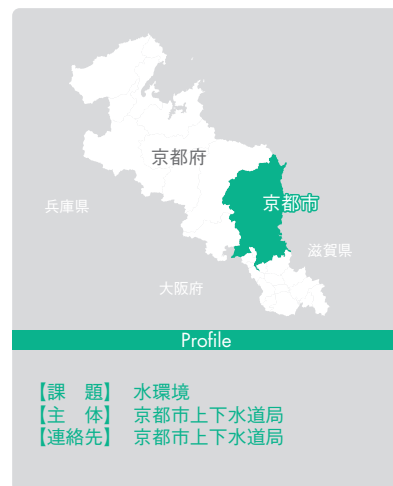 京都府
京都市
兵庫県
滋賀県
大阪府
Profile
【課　題】　水環境
【主　体】　京都市上下水道局
【連絡先】　京都市上下水道局